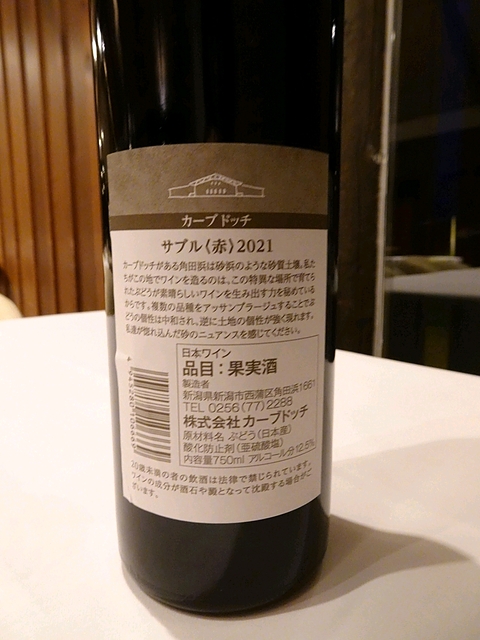 カーブドッチ
サブル〈赤〉2021
カーブドッチがある角田浜は砂浜のような砂質土壌。私た
ちがこの地でワインを造るのは、この特異な場所で育てら
れたぶどうが素晴らしいワインを生み出す力を秘めている
からです。複数の品種をアッサンブラージュすることでぶ
どうの個性は中和され、逆に土地の個性が強く現れます。
私達が惚れ込んだ砂のニュアンスを感じてください。
日本ワイン
品目：果実酒
製造者
新潟県新潟市西蒲区角田浜1661
TEL 0256(77)2288
株式会社カーブドッチ
原材料名 ぶどう(日本産)
酸化防止剤(亜硫酸塩)
内容量750ml アルコール分12.5%
20歳未満の者の飲酒は法律で禁じられています。
ワインの成分が酒石や澱となって沈殿する場合がご
ざいます。